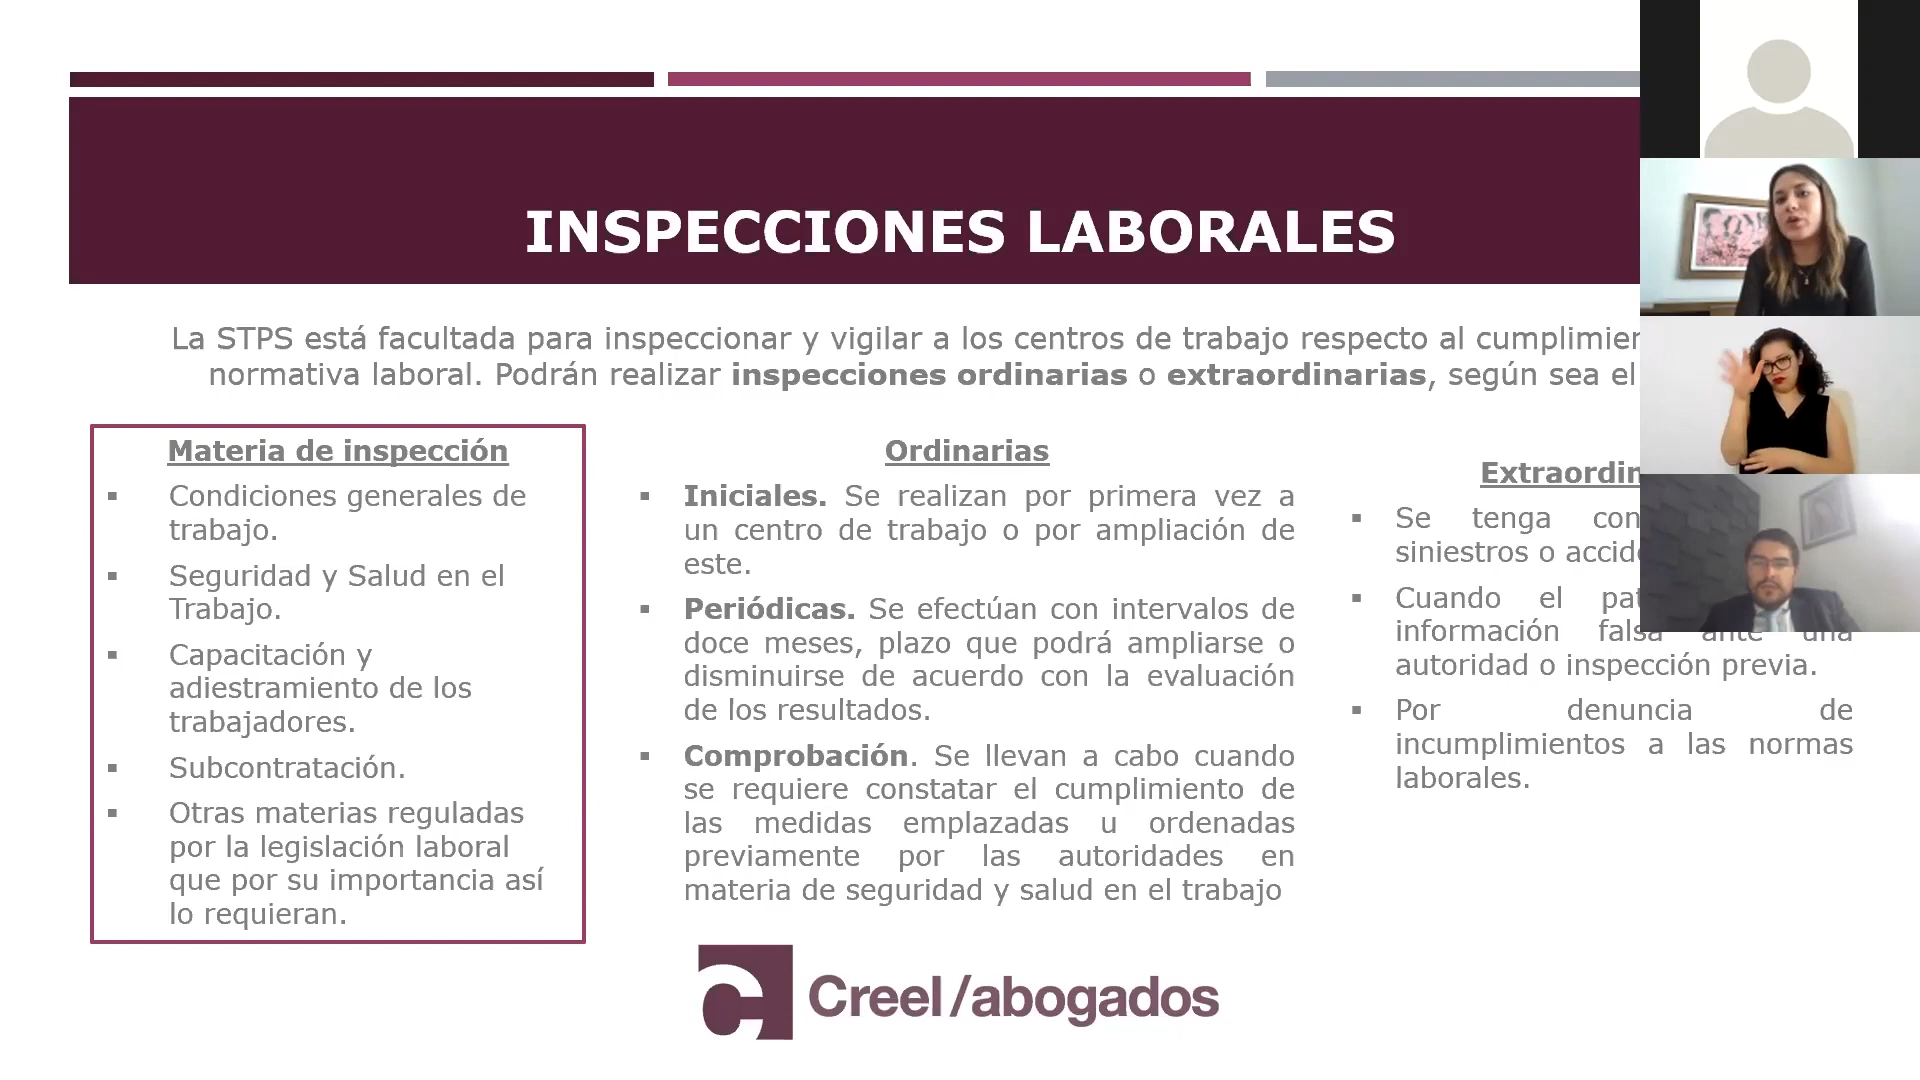 INSPECCIONES LABORALES
La STPS está facultada para inspeccionar y vigilar a los centros de trabajo respecto al
normativa laboral. Podrán realizar inspecciones ordinarias o extraordinarias, según sea el
Materia de inspección
▪ Condiciones generales de
trabajo.
▪ Seguridad y Salud en el
Trabajo.
▪ Capacitación y
adiestramiento de los
trabajadores.
▪ Subcontratación.
▪ Otras materias reguladas
por la legislación laboral
que por su importancia así
lo requieran.
Ordinarias
▪ Iniciales. Se realizan por primera vez a
un centro de trabajo o por ampliación de
este.
▪ Periódicas. Se efectúan con intervalos de
doce meses, plazo que podrá ampliarse o
disminuirse de acuerdo con la evaluación
de los resultados.
▪ Comprobación. Se llevan a cabo cuando
se requiere constatar el cumplimiento de
las medidas emplazadas u ordenadas
previamente por las autoridades en
materia de seguridad y salud en el trabajo
▪ Se tenga
siniestros o
▪ Cuando el
información falsa ante una
autoridad o inspección previa.
▪ Por denuncia de
incumplimientos a las normas
laborales.
Creel/abogados